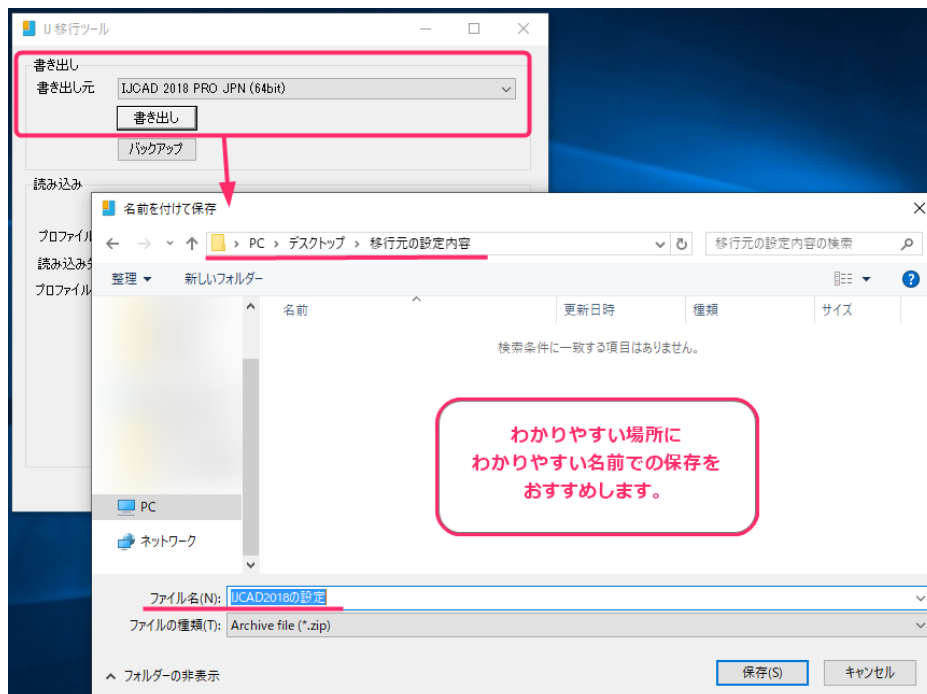 IJ 移行ツール
書き出し
書き出し元
IJCAD 2018 PRO JPN (64bit)
書き出し
バックアップ
読み込み
プロファイル
読み込み
プロファイル
名前を付けて保存
PC › デスクトップ › 移行元の設定内容
移行元の設定内容の検索
整理
新しいフォルダー
名前
更新日時
種類
サイズ
検索条件に一致する項目はありません。
わかりやすい場所に
わかりやすい名前での保存を
おすすめします。
PC
ネットワーク
ファイル名(N):
IJCAD2018の設定
ファイルの種類(T):
Archive file (*.zip)
フォルダーの非表示
保存(S)
キャンセル